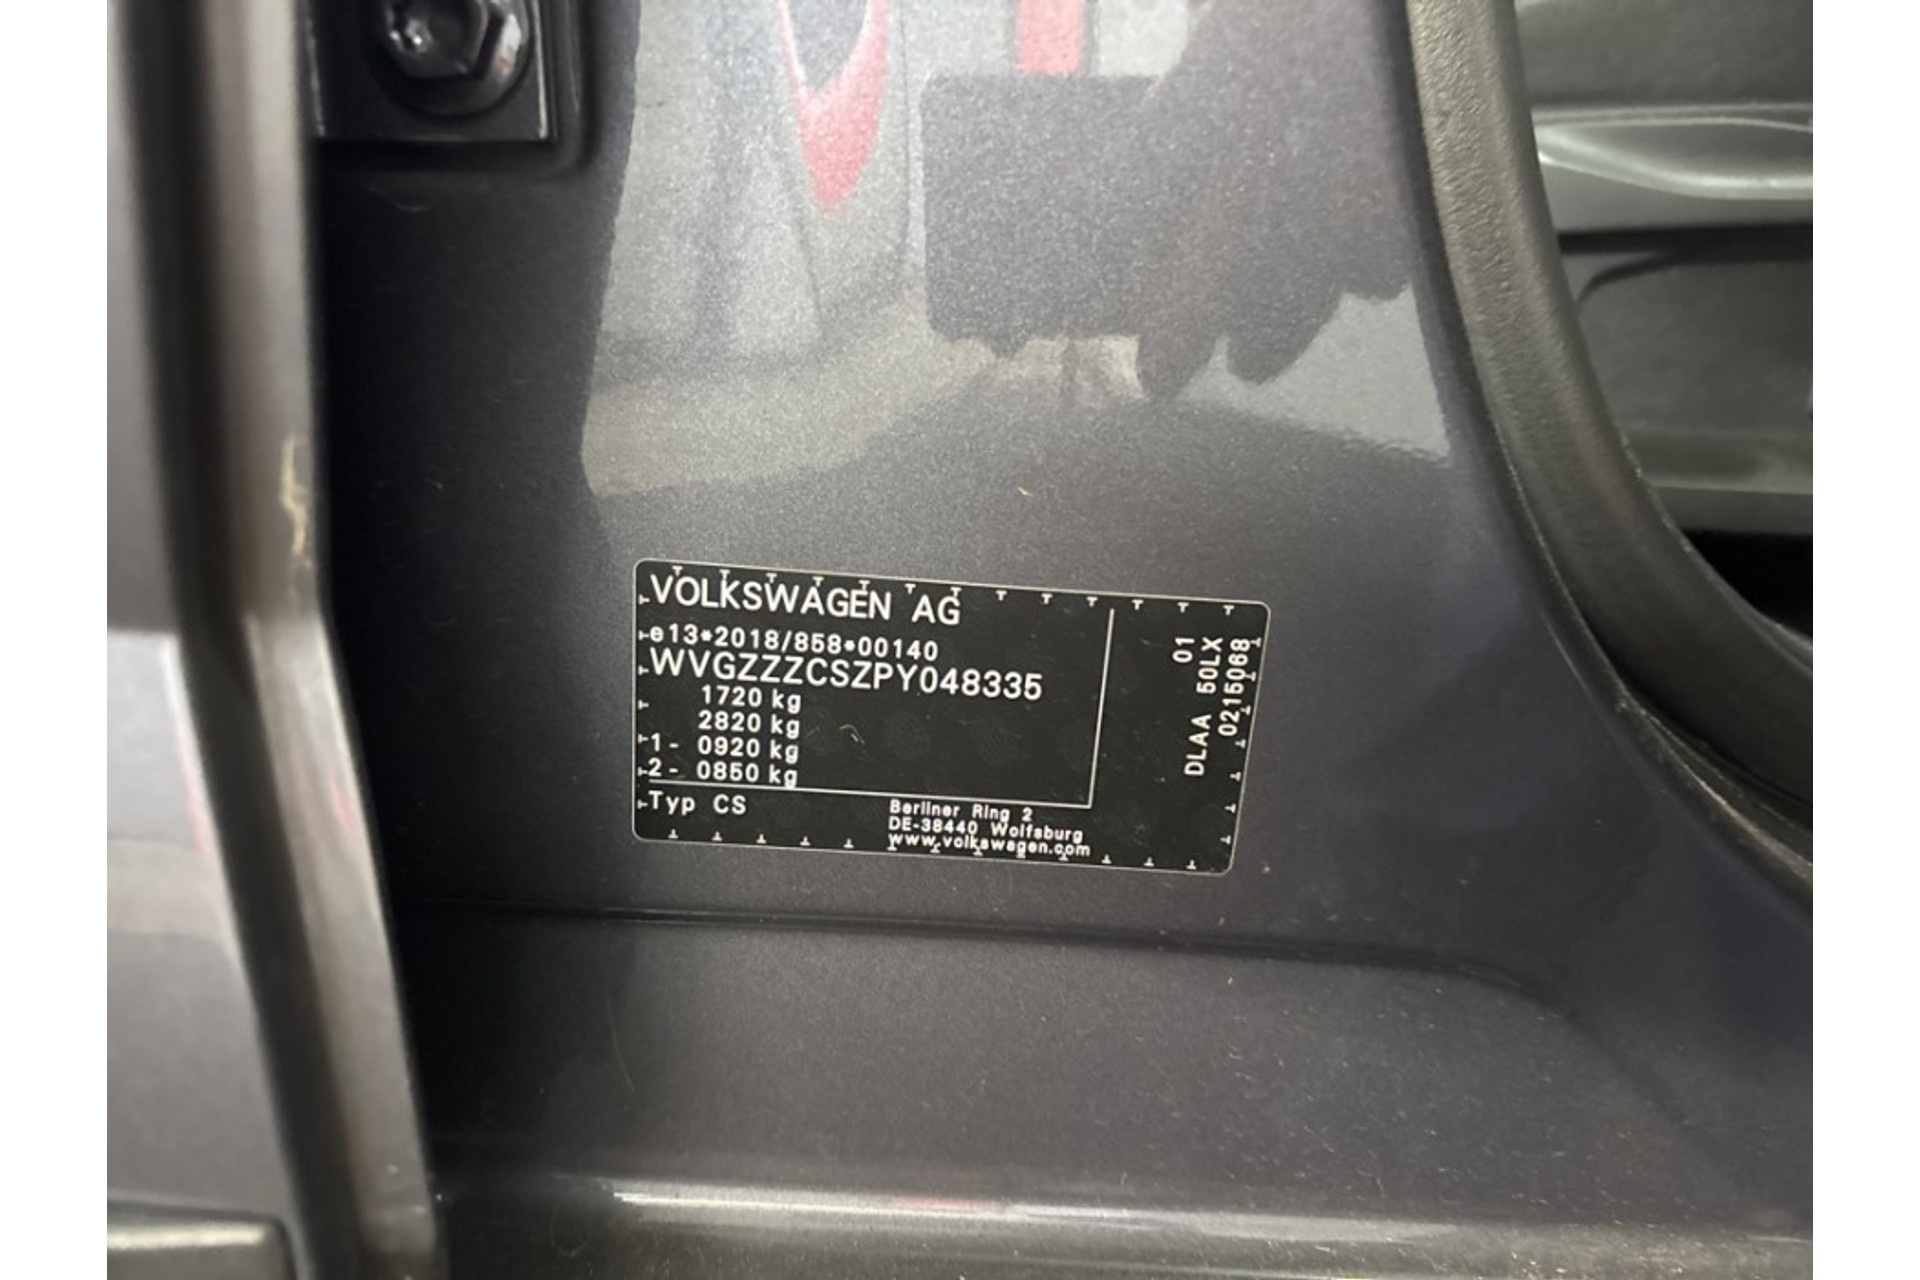 VOLKSWAGEN AG
e13*2018/858*00140
WVGZZZCSZPY048335
1720 kg
2820 kg
1 - 0920 kg
2 - 0850 kg
Typ CS
Berliner Ring 2
DE-38440 Wolfsburg
www.volkswagen.com
01
DLAA 50LX
0215068